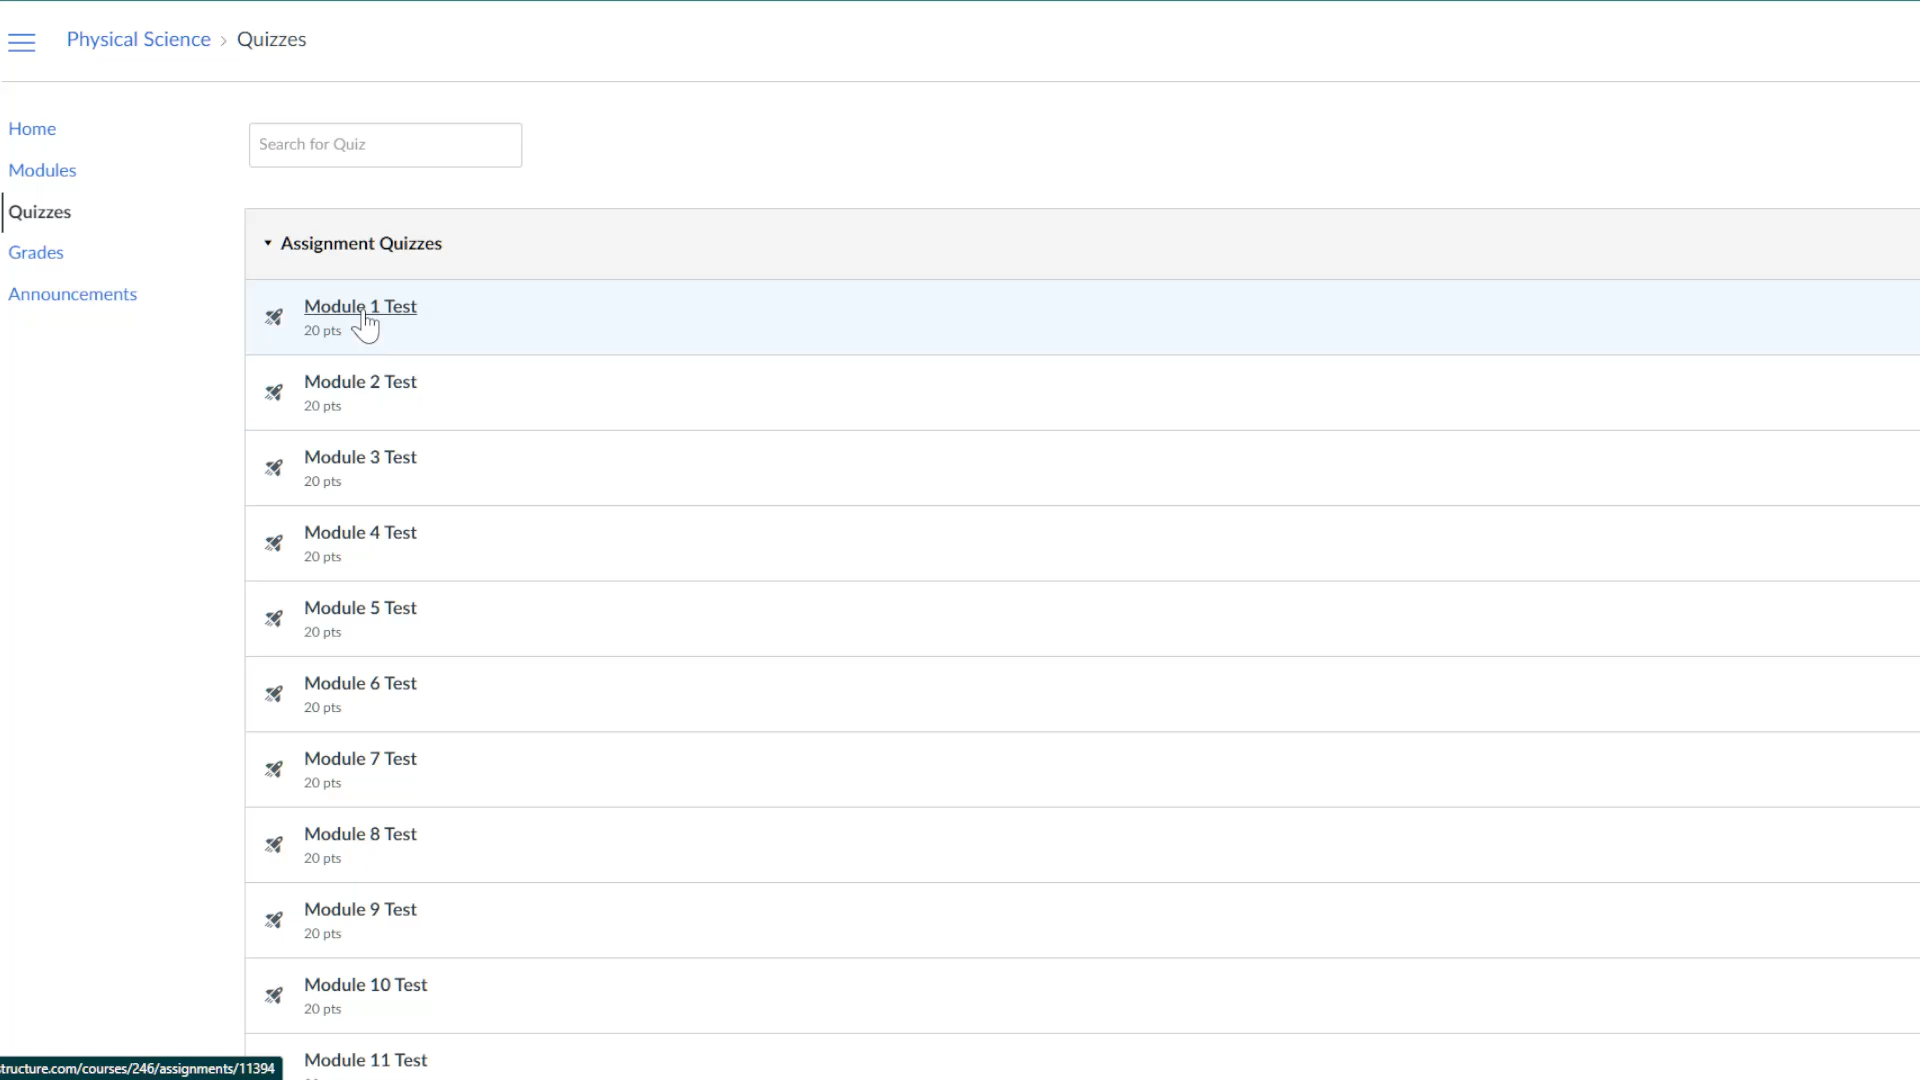 Physical Science › Quizzes
Home
Modules
Quizzes
Grades
Announcements
Search for Quiz
Assignment Quizzes
Module 1 Test
20 pts
Module 2 Test
20 pts
Module 3 Test
20 pts
Module 4 Test
20 pts
Module 5 Test
20 pts
Module 6 Test
20 pts
Module 7 Test
20 pts
Module 8 Test
20 pts
Module 9 Test
20 pts
Module 10 Test
20 pts
Module 11 Test
structure.com/courses/246/assignments/11394